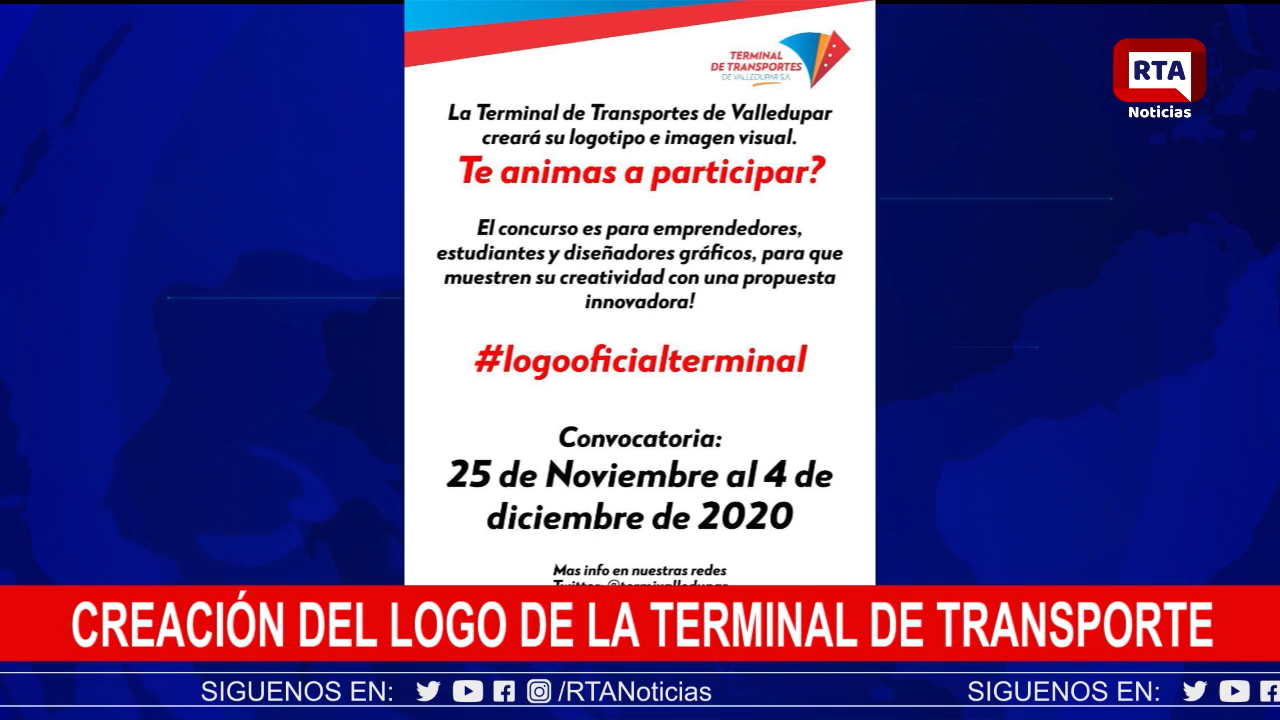 TERMINAL
DE TRANSPORTES
DE VALLEDUPAR S.A.
RTA
Noticias
La Terminal de Transportes de Valledupar
creará su logotipo e imagen visual.
Te animas a participar?
El concurso es para emprendedores,
estudiantes y diseñadores gráficos, para que
muestren su creatividad con una propuesta
innovadora!
#logooficialterminal
Convocatoria:
25 de Noviembre al 4 de
diciembre de 2020
Mas info en nuestras redes
CREACIÓN DEL LOGO DE LA TERMINAL DE TRANSPORTE
SIGUENOS EN: /RTANoticias SIGUENOS EN: